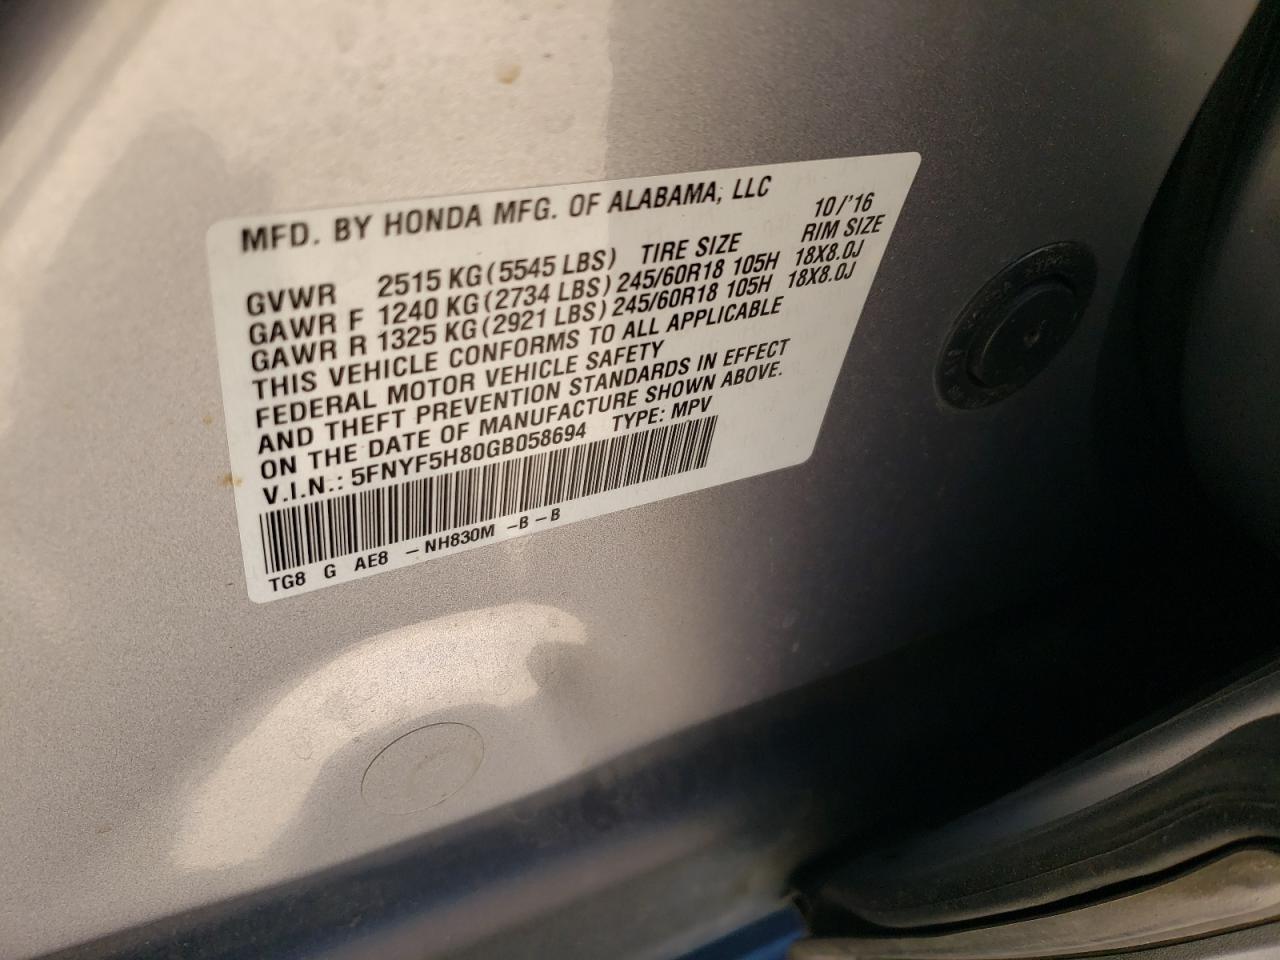 MFD. BY HONDA MFG. OF ALABAMA, LLC 10/'16
GVWR 2515 KG (5545 LBS) TIRE SIZE RIM SIZE
GAWR F 1240 KG (2734 LBS) 245/60R18 105H 18X8.0J
GAWR R 1325 KG (2921 LBS) 245/60R18 105H 18X8.0J
THIS VEHICLE CONFORMS TO ALL APPLICABLE
FEDERAL MOTOR VEHICLE SAFETY
AND THEFT PREVENTION STANDARDS IN EFFECT
ON THE DATE OF MANUFACTURE SHOWN ABOVE.
V.I.N.: 5FNYF5H80GB058694 TYPE: MPV
TG8 G AE8 -NH830M -B-B